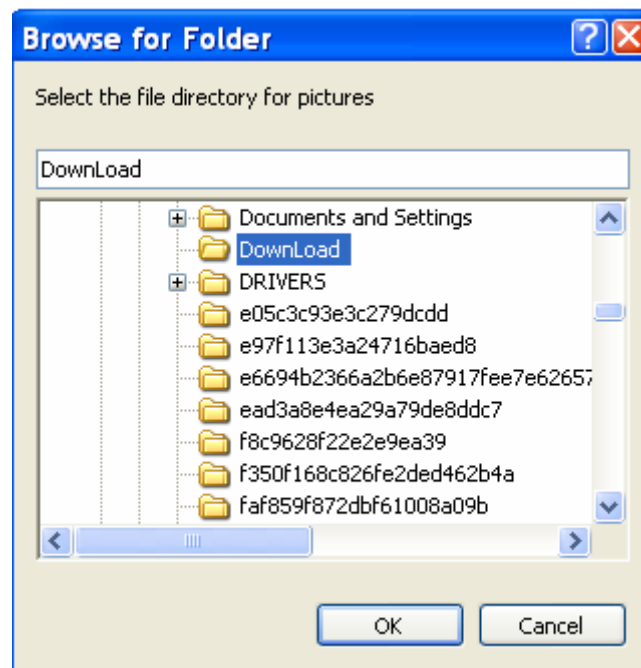 Browse for Folder
Select the file directory for pictures
DownLoad
Documents and Settings
DownLoad
DRIVERS
e05c3c93e3c279dcdd
e97f113e3a24716baed8
e6694b2366a2b6e87917fee7e62657
ead3a8e4ea29a79de8ddc7
f8c9628f22e2e9ea39
f350f168c826fe2ded462b4a
faf859f872dbf61008a09b
OK Cancel